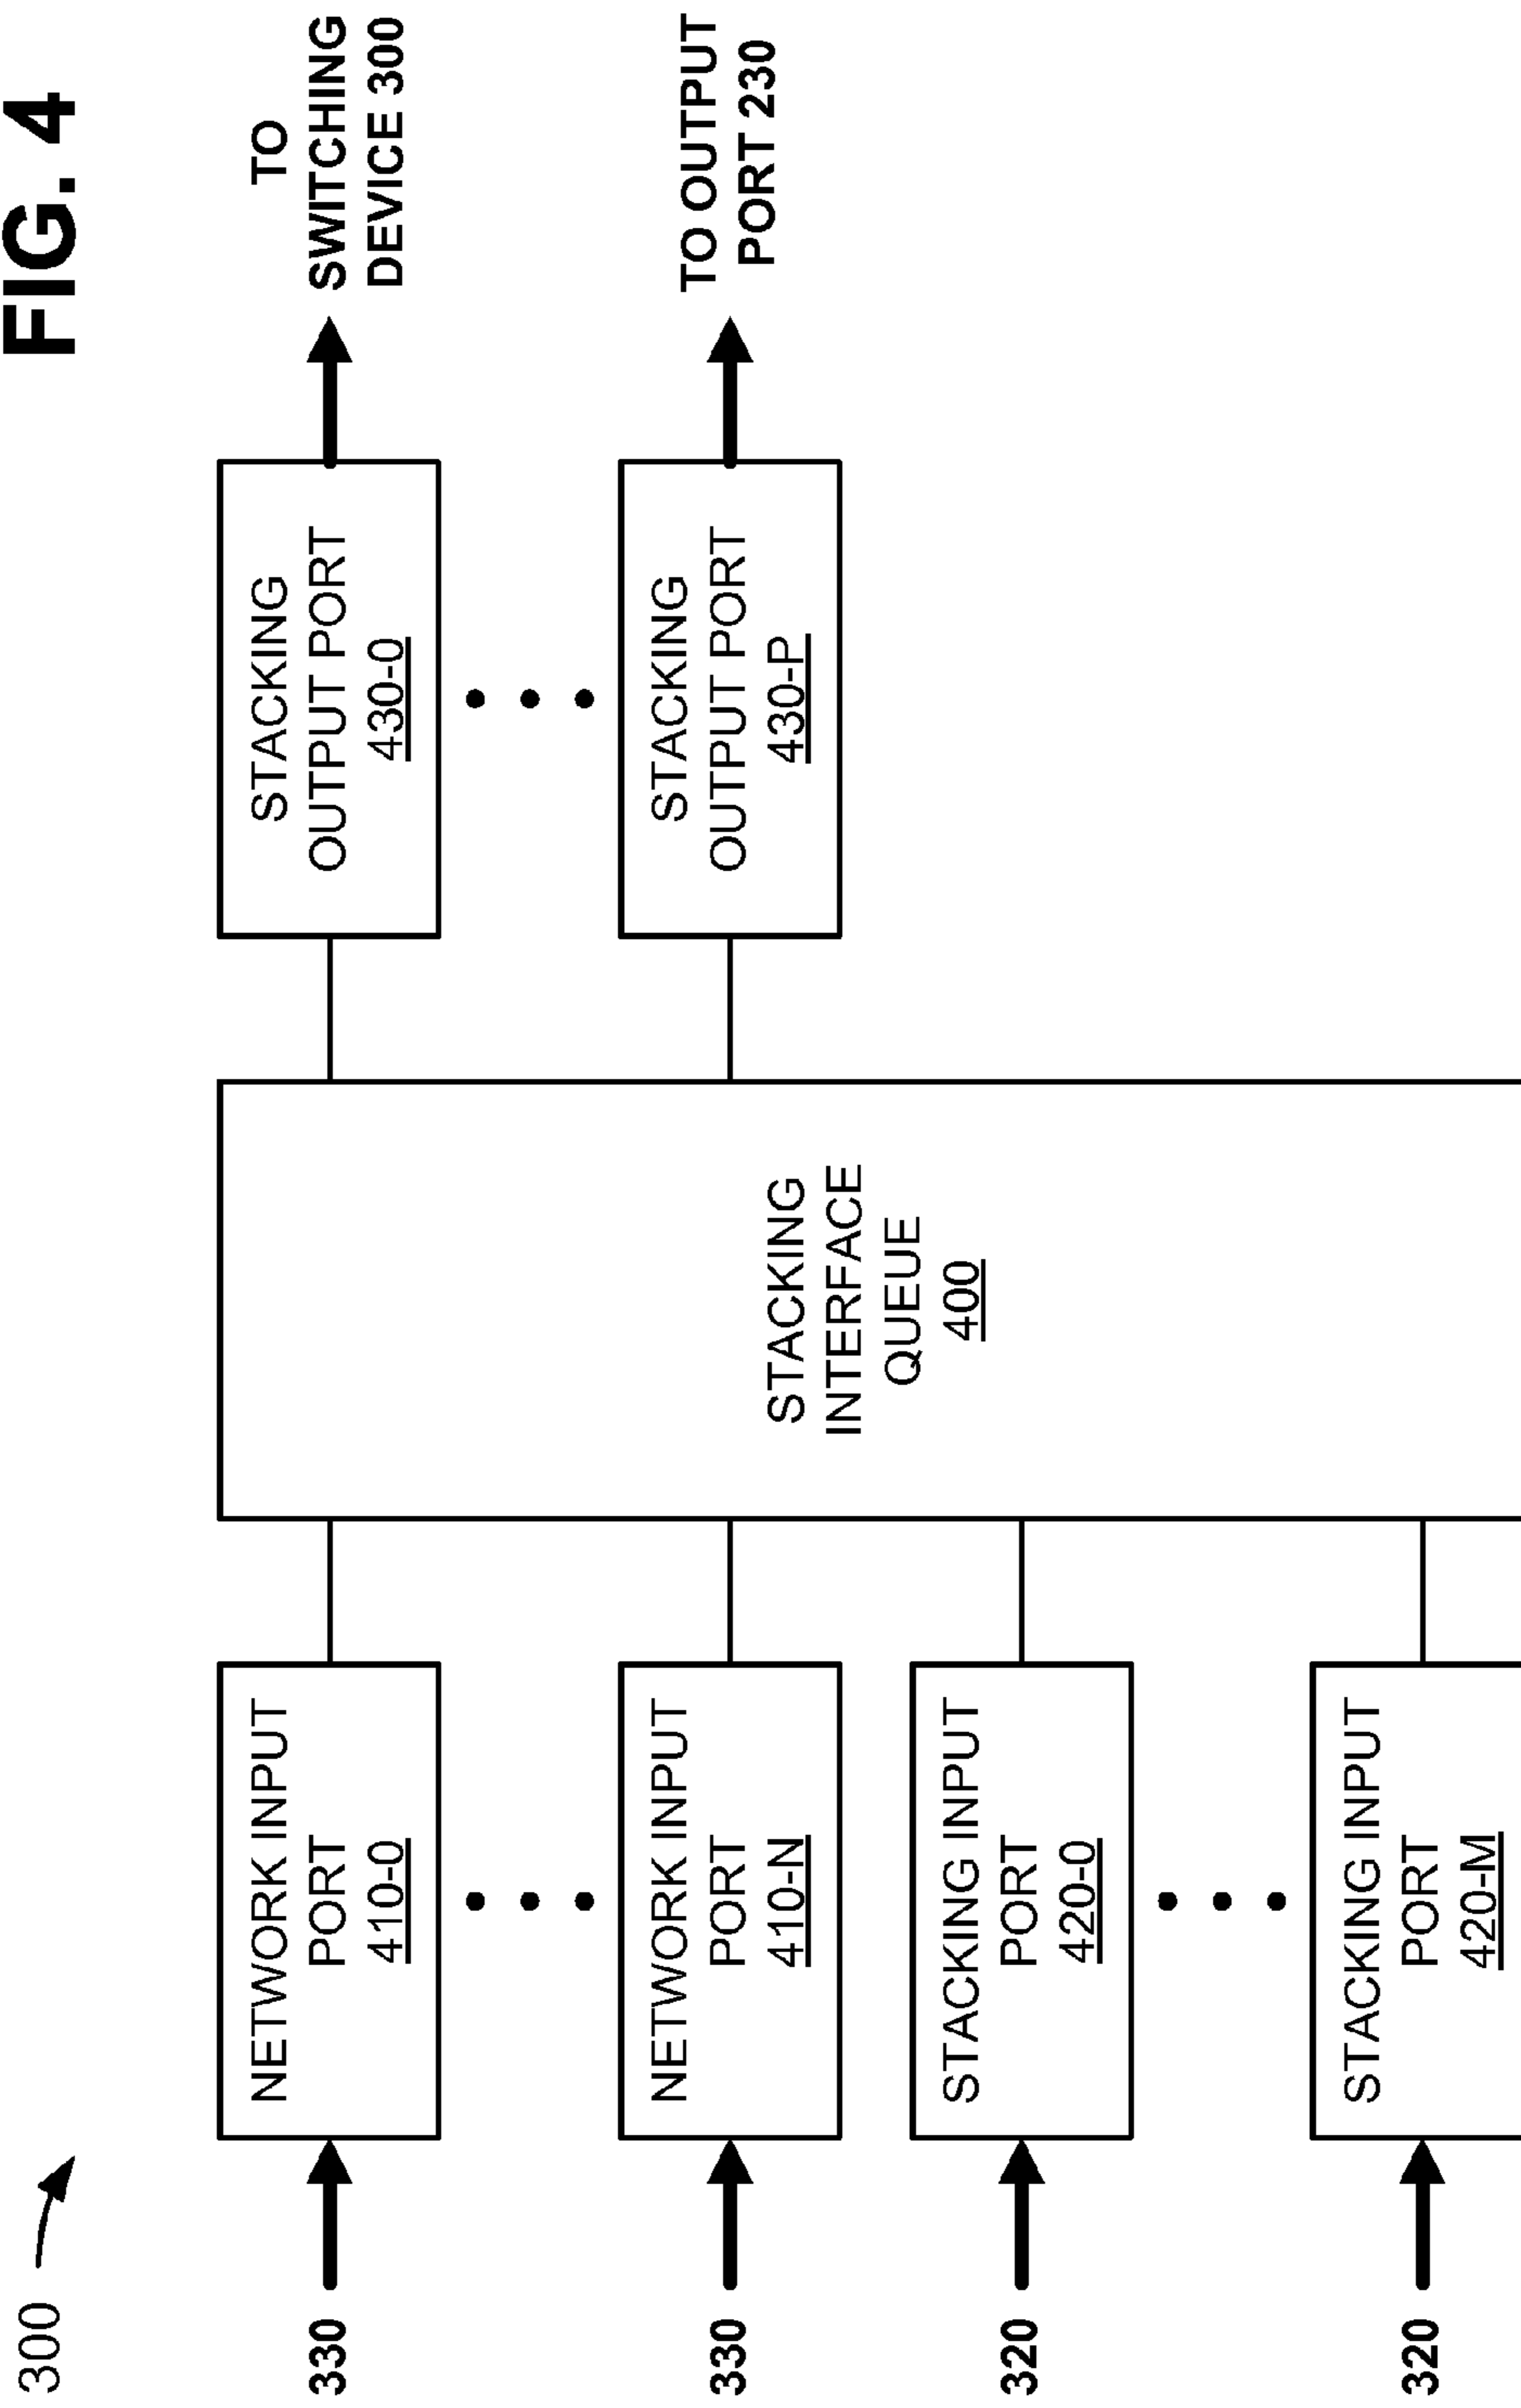 FIG. 4
300
330
NETWORK INPUT
PORT
410-0
330
NETWORK INPUT
PORT
410-N
320
STACKING INPUT
PORT
420-0
320
STACKING INPUT
PORT
420-M
STACKING
INTERFACE
QUEUE
400
STACKING
OUTPUT PORT
430-0
TO
SWITCHING
DEVICE 300
STACKING
OUTPUT PORT
430-P
TO OUTPUT
PORT 230